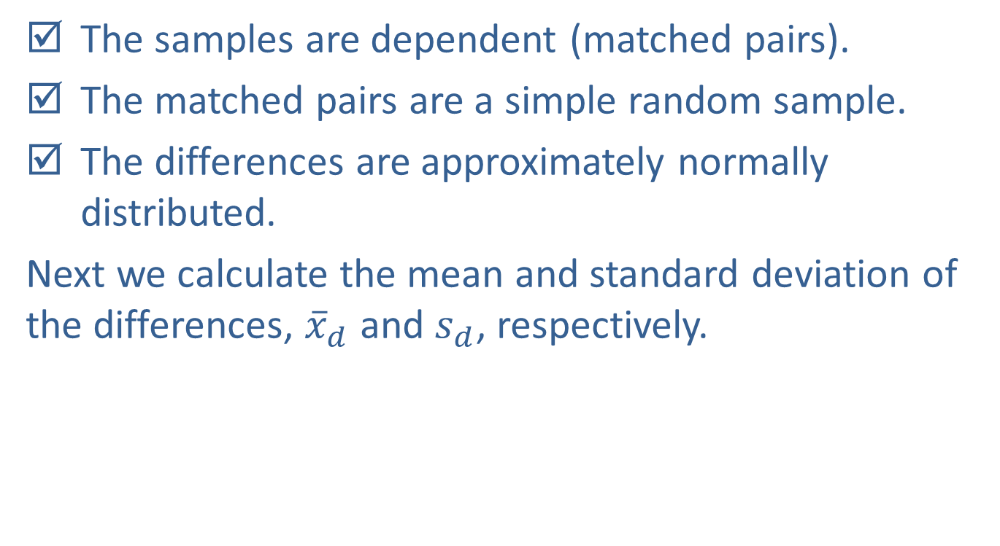 ☑ The samples are dependent (matched pairs).
☑ The matched pairs are a simple random sample.
☑ The differences are approximately normally
distributed.
Next we calculate the mean and standard deviation of
the differences, x̄_d and s_d, respectively.